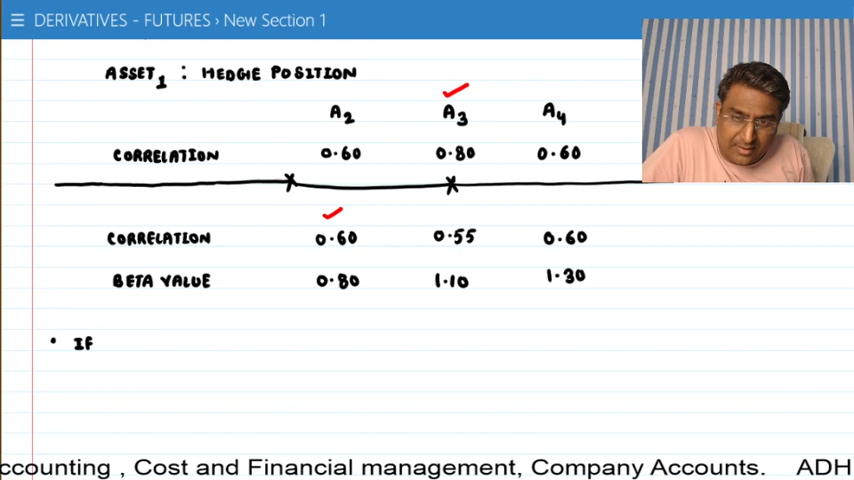 ☰ DERIVATIVES - FUTURES › New Section 1
ASSET1 : HEDGE POSITION
A2 A3 A4
CORRELATION 0.60 0.80 0.60
CORRELATION 0.60 0.55 0.60
BETA VALUE 0.80 1.10 1.30
• IF
ccounting , Cost and Financial management, Company Accounts. ADH